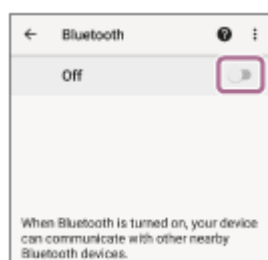 Bluetooth
Off
When Bluetooth is turned on, your device
can communicate with other nearby
Bluetooth devices.